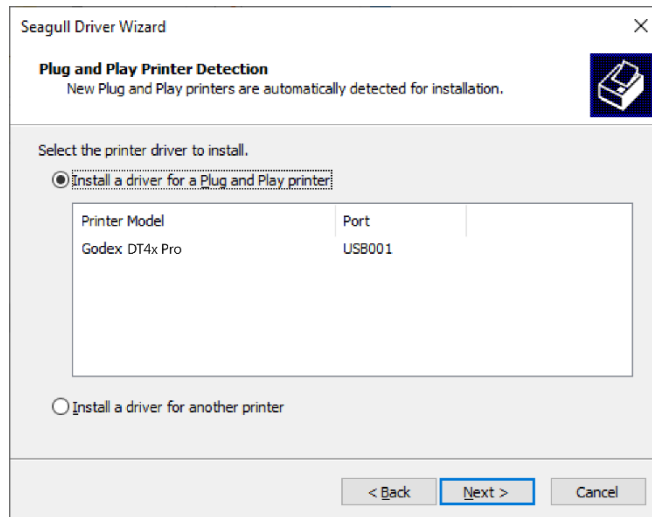 Seagull Driver Wizard
Plug and Play Printer Detection
New Plug and Play printers are automatically detected for installation.
Select the printer driver to install.
Install a driver for a Plug and Play printer
Printer Model Port
Godex DT4x Pro USB001
Install a driver for another printer
< Back Next > Cancel